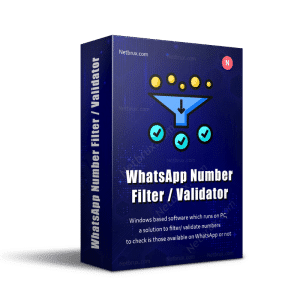 Netbrux.com
N
WhatsApp Number
Filter / Validator
Windows based software which runs on PC,
a solution to filter/ validate numbers
to check is those available on WhatsApp or not
WhatsApp Number Filter / Validator